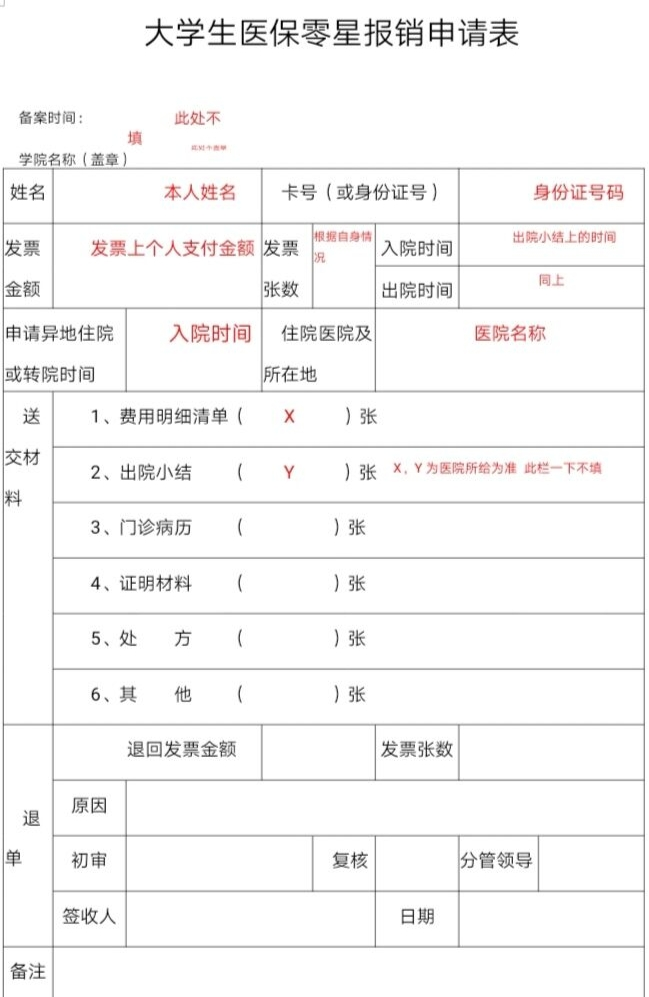 大学生医保零星报销申请表
备案时间： 此处不
填
学院名称（盖章）
姓名 本人姓名 卡号（或身份证号） 身份证号码
发票 发票上个人支付金额 发票 根据自身情 入院时间 出院小结上的时间
况
金额 张数 出院时间 同上
申请异地住院 入院时间 住院医院及 医院名称
或转院时间 所在地
送 1、费用明细清单（ X ）张
交材 2、出院小结 （ Y ）张 X，Y 为医院所给为准 此栏一下不填
料
3、门诊病历 （ ）张
4、证明材料 （ ）张
5、处 方 （ ）张
6、其 他 （ ）张
退回发票金额 发票张数
原因
退
单 初审 复核 分管领导
签收人 日期
备注